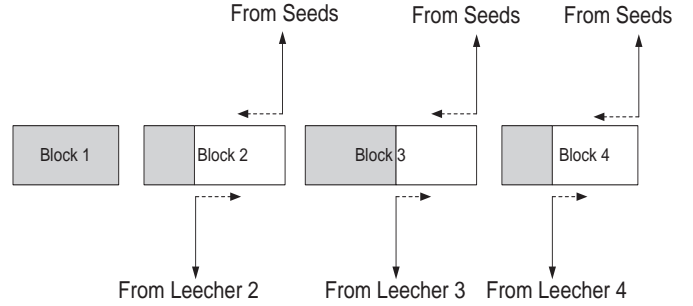 From Seeds From Seeds From Seeds
Block 1 Block 2 Block 3 Block 4
From Leecher 2 From Leecher 3 From Leecher 4